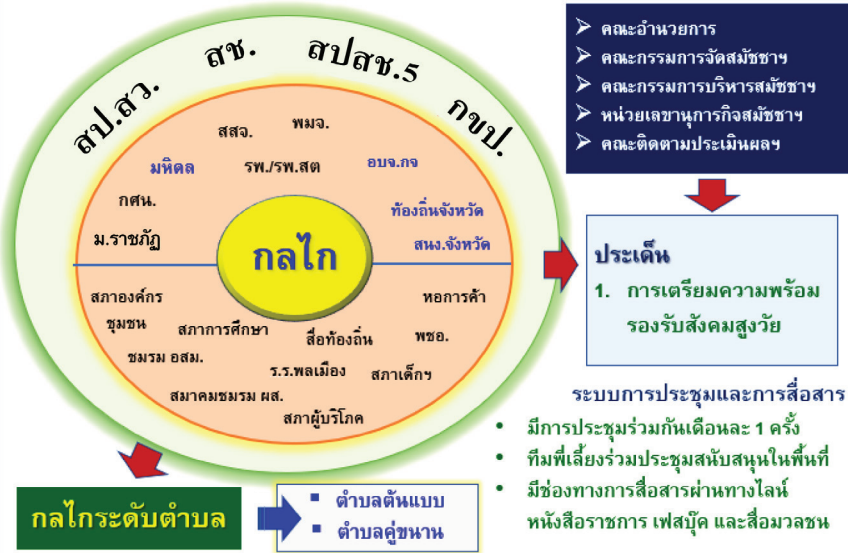 สป.สว.
สช.
สปสช.5
กขป.
สสจ.
พมจ.
มหิดล
รพ./รพ.สต
อบจ.กจ
กศน.
ท้องถิ่นจังหวัด
ม.ราชภัฏ
สนง.จังหวัด
กลไก
สภาองค์กร
ชุมชน
หอการค้า
สภาการศึกษา
สื่อท้องถิ่น
พชอ.
ชมรม อสม.
ร.ร.พลเมือง
สภาเด็กฯ
สมาคมชมรม ผส.
สภาผู้บริโภค
➢ คณะอำนวยการ
➢ คณะกรรมการจัดสมัชชาฯ
➢ คณะกรรมการบริหารสมัชชาฯ
➢ หน่วยเลขานุการกิจสมัชชาฯ
➢ คณะติดตามประเมินผลฯ
ประเด็น
1. การเตรียมความพร้อม
รองรับสังคมสูงวัย
ระบบการประชุมและการสื่อสาร
• มีการประชุมร่วมกันเดือนละ 1 ครั้ง
• ทีมพี่เลี้ยงร่วมประชุมสนับสนุนในพื้นที่
• มีช่องทางการสื่อสารผ่านทางไลน์
หนังสือราชการ เฟสบุ๊ค และสื่อมวลชน
กลไกระดับตำบล
▪ ตำบลต้นแบบ
▪ ตำบลคู่ขนาน